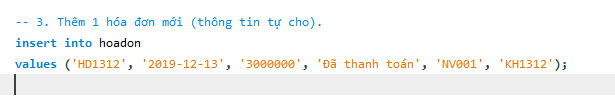 -- 3. Thêm 1 hóa đơn mới (thông tin tự cho).
insert into hoadon
values ('HD1312', '2019-12-13', '3000000', 'Đã thanh toán', 'NV001', 'KH1312');